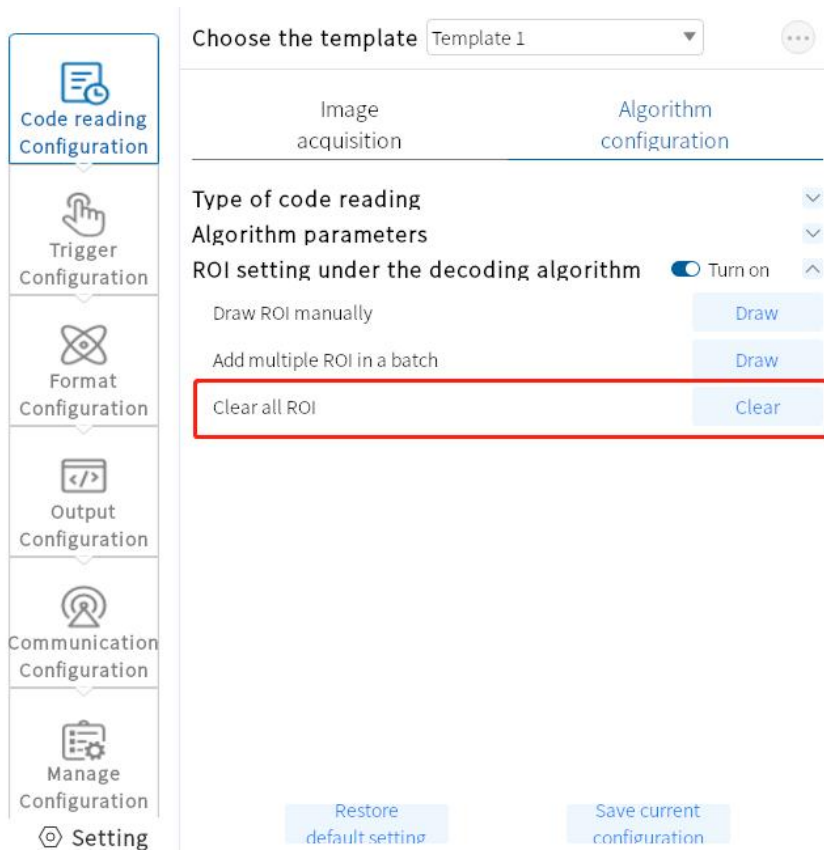 Choose the template Template 1
Code reading
Configuration
Image
acquisition
Algorithm
configuration
Type of code reading
Algorithm parameters
ROI setting under the decoding algorithm Turn on
Draw ROI manually Draw
Add multiple ROI in a batch Draw
Clear all ROI Clear
Trigger
Configuration
Format
Configuration
</>
Output
Configuration
Communication
Configuration
Manage
Configuration
Setting
Restore
default setting
Save current
configuration